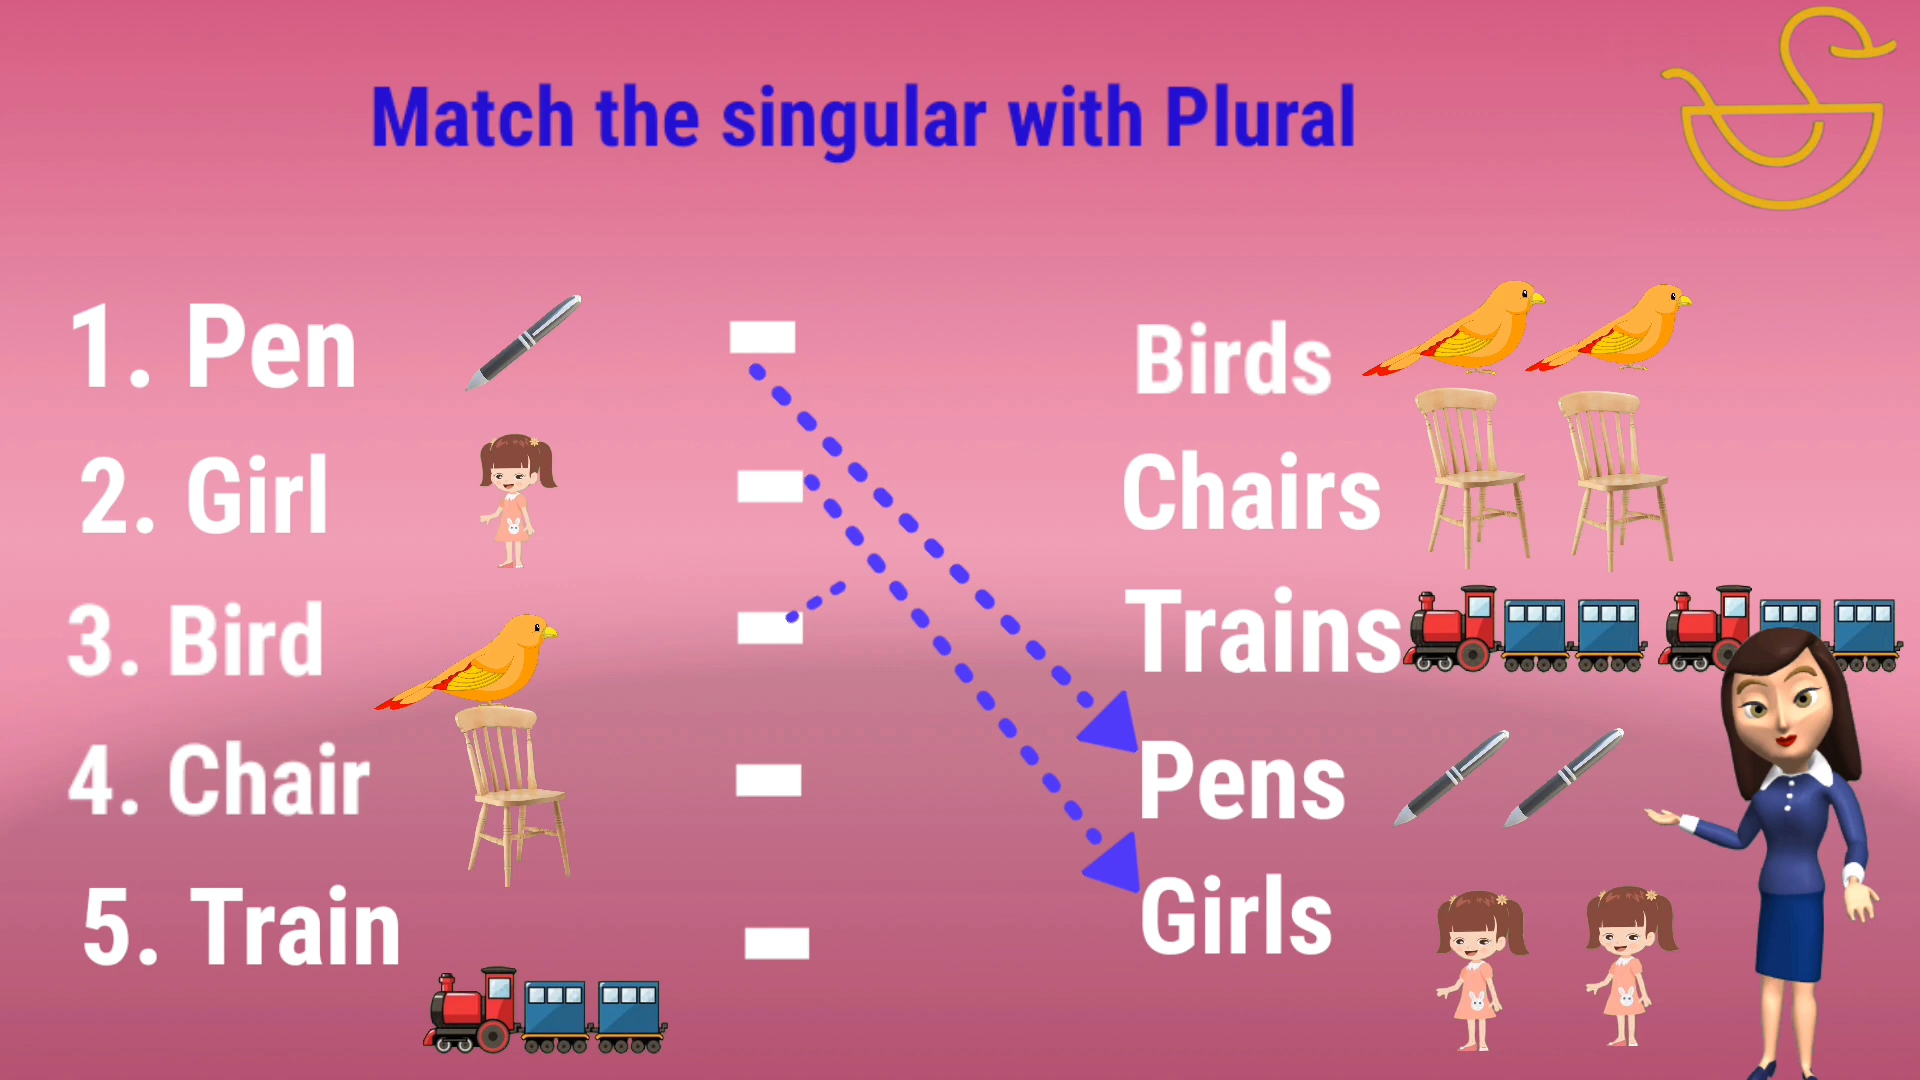 Match the singular with Plural
1. Pen
2. Girl
3. Bird
4. Chair
5. Train
Birds
Chairs
Trains
Pens
Girls